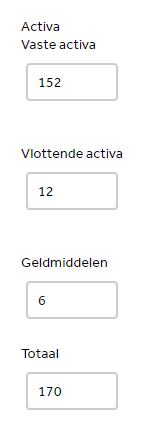 Activa
Vaste activa
152
Vlottende activa
12
Geldmiddelen
6
Totaal
170